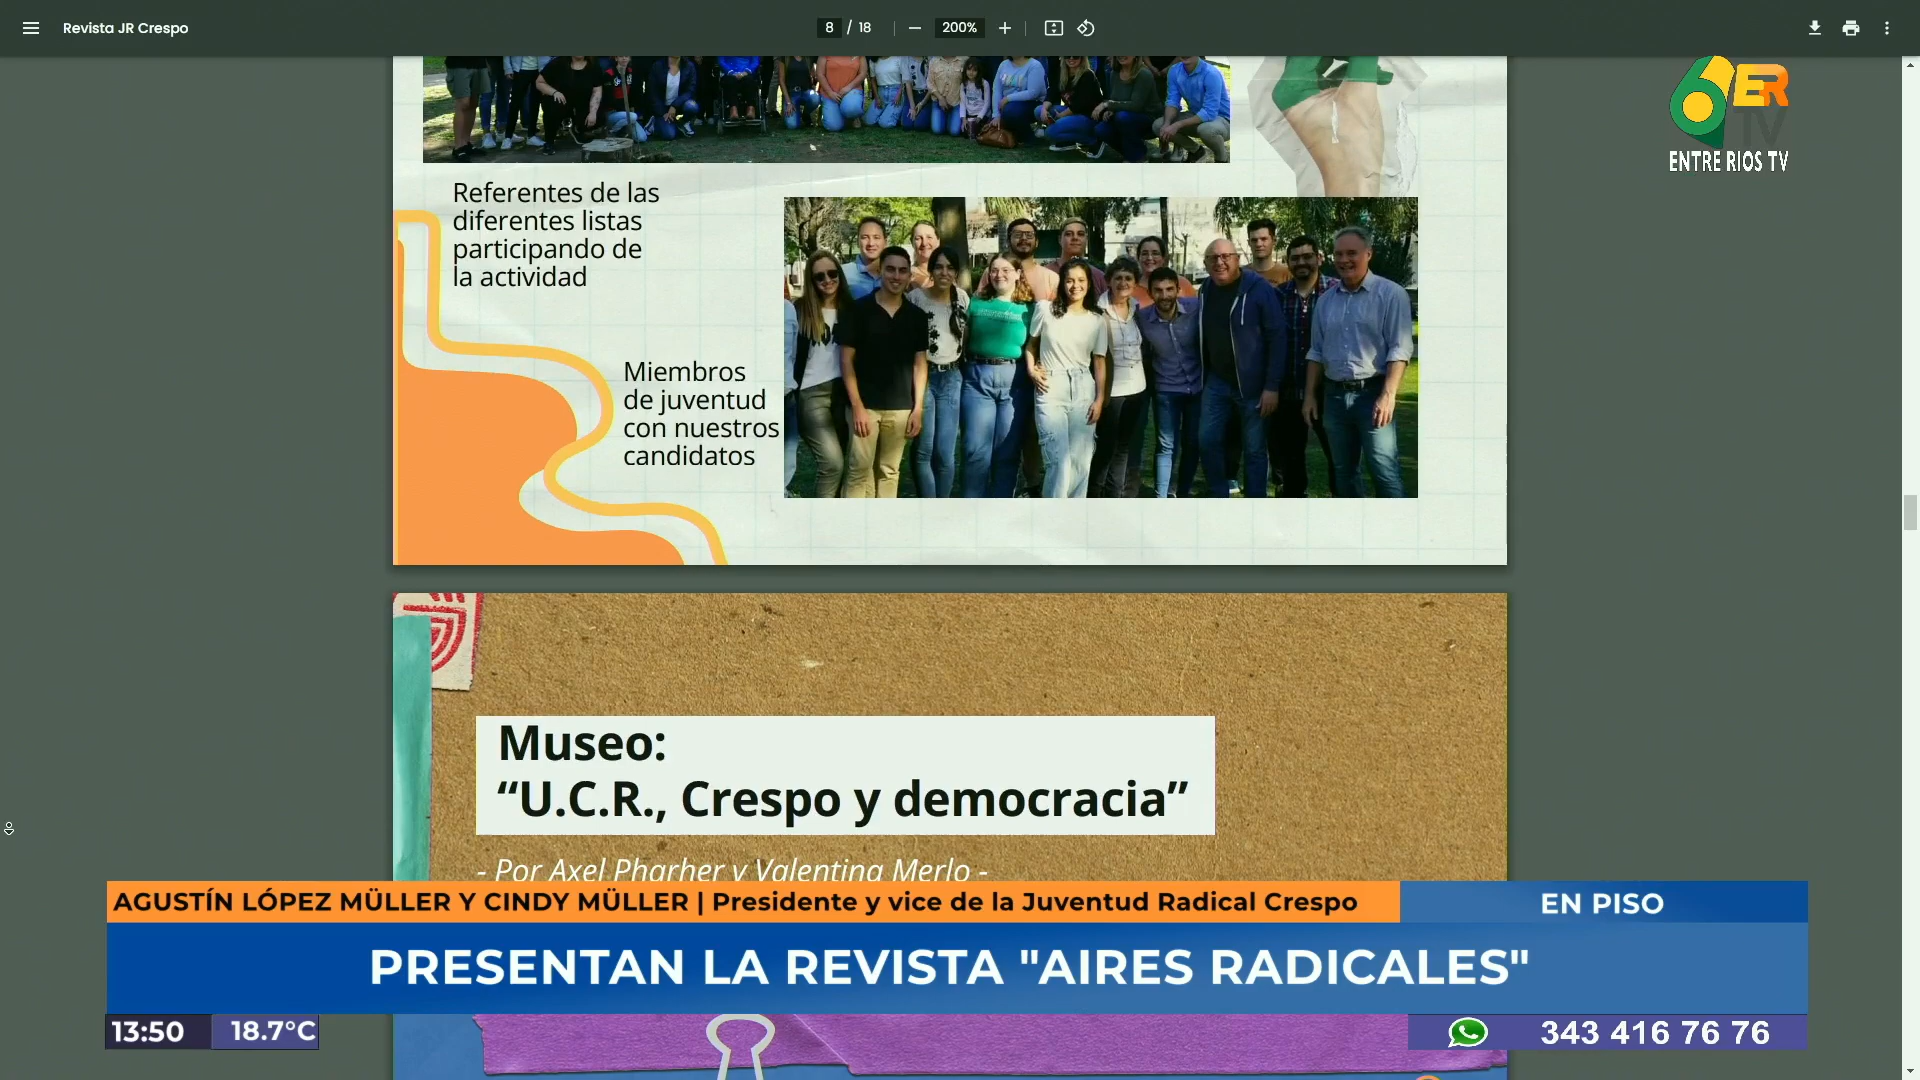 Revista JR Crespo
8 / 18
200%
6 ER
TV
ENTRE RIOS TV
Referentes de las
diferentes listas
participando de
la actividad
Miembros
de juventud
con nuestros
candidatos
Museo:
“U.C.R., Crespo y democracia”
- Por Axel Pharher y Valentina Merlo -
AGUSTÍN LÓPEZ MÜLLER Y CINDY MÜLLER | Presidente y vice de la Juventud Radical Crespo
EN PISO
PRESENTAN LA REVISTA "AIRES RADICALES"
13:50
18.7°C
343 416 76 76